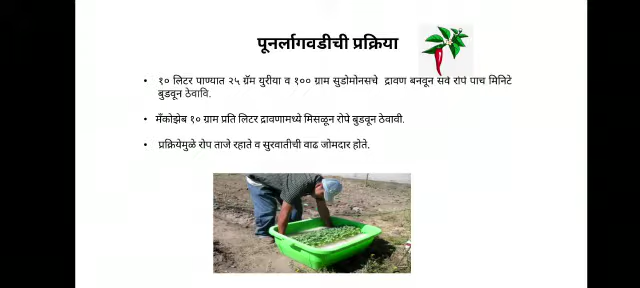 पूनर्लागवडीची प्रक्रिया
• १० लिटर पाण्यात २५ ग्रॅम युरीया व १०० ग्राम सुडोमोनसचे द्रावण बनवून सर्व रोपे पाच मिनिटे
बुडवून ठेवावि.
• मॅंकोझेब १० ग्राम प्रति लिटर द्रावणामध्ये मिसळून रोपे बुडवून ठेवावी.
• प्रक्रियेमुळे रोप ताजे रहाते व सुरवातीची वाढ जोमदार होते.